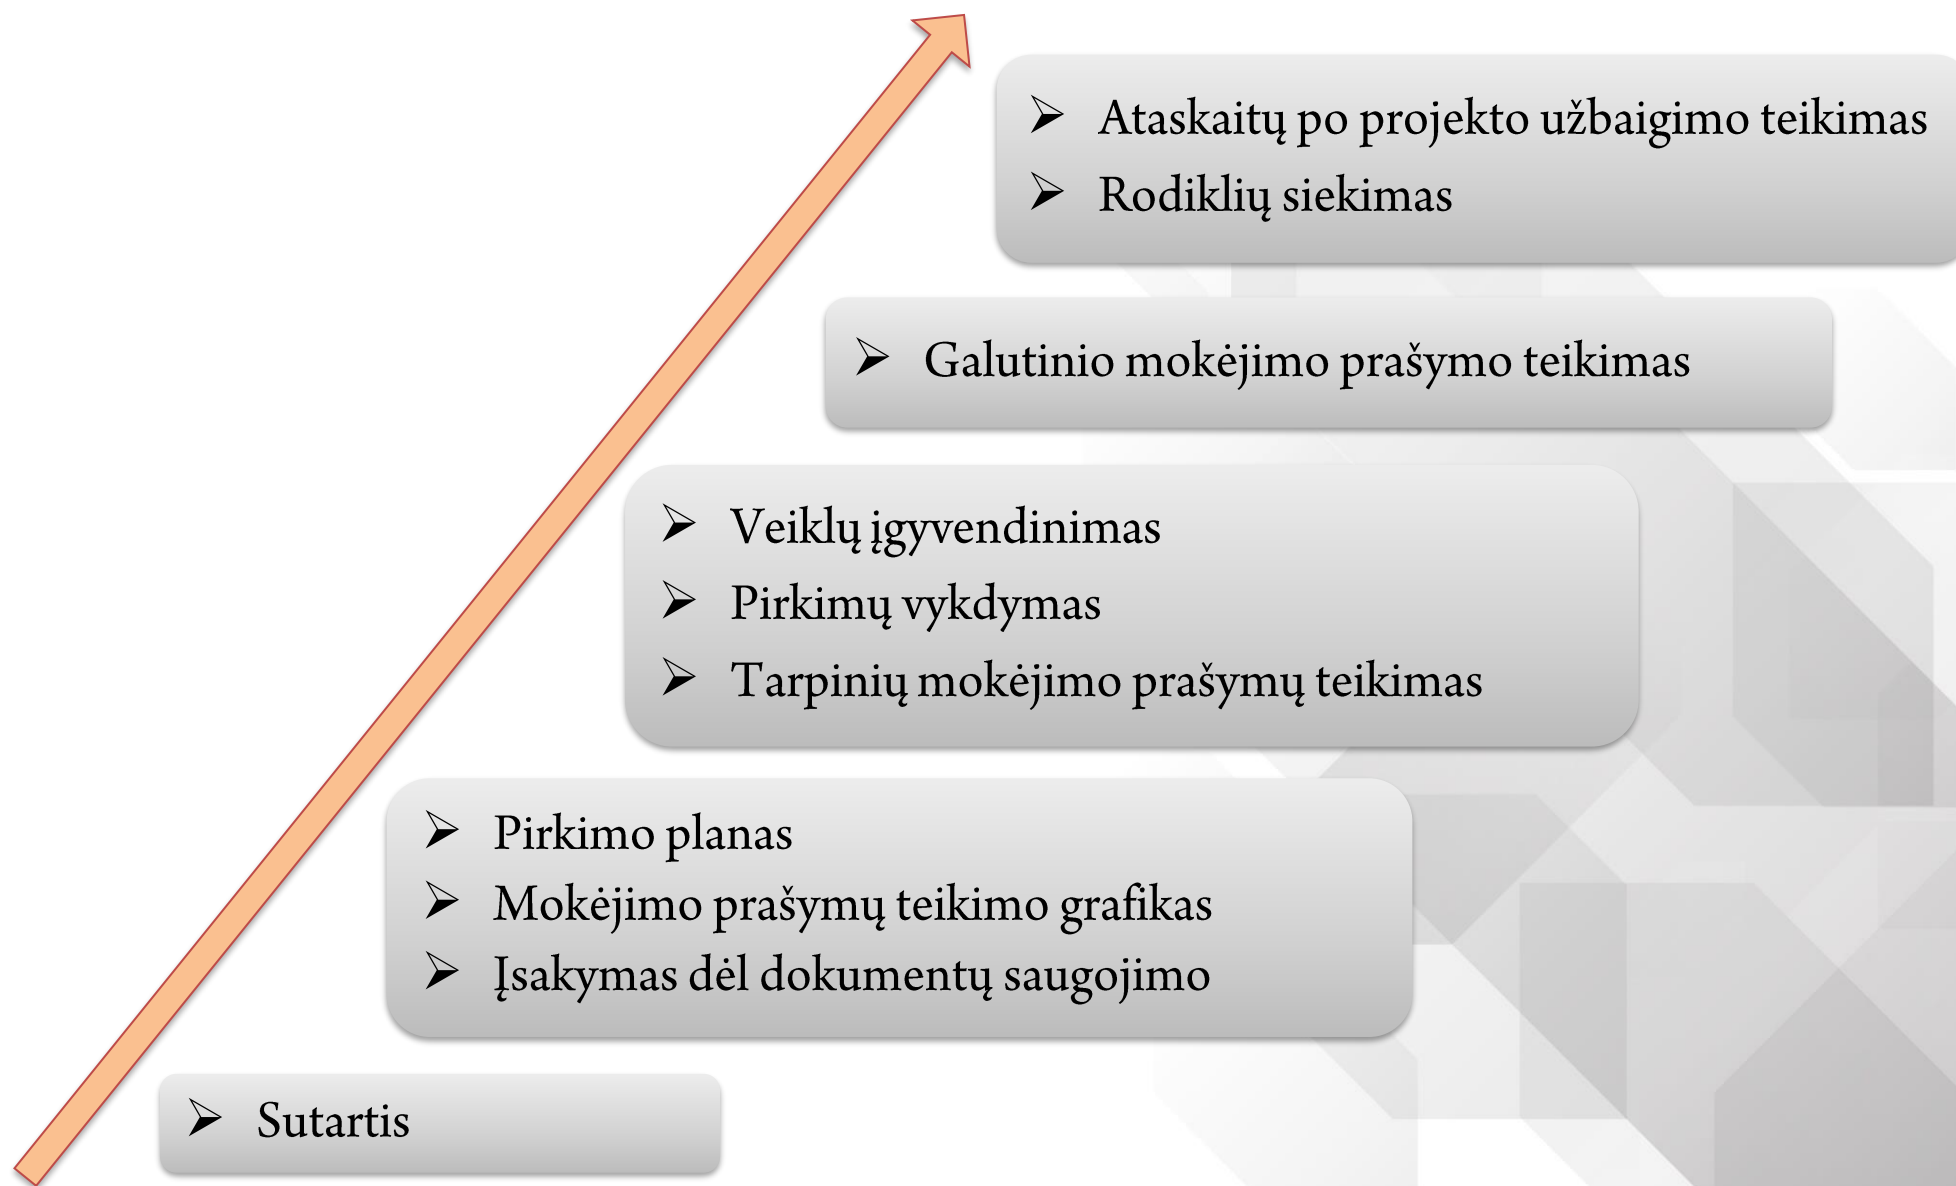 Ataskaitų po projekto užbaigimo teikimas
Rodiklių siekimas
Galutinio mokėjimo prašymo teikimas
Veiklų įgyvendinimas
Pirkimų vykdymas
Tarpinių mokėjimo prašymų teikimas
Pirkimo planas
Mokėjimo prašymų teikimo grafikas
Įsakymas dėl dokumentų saugojimo
Sutartis